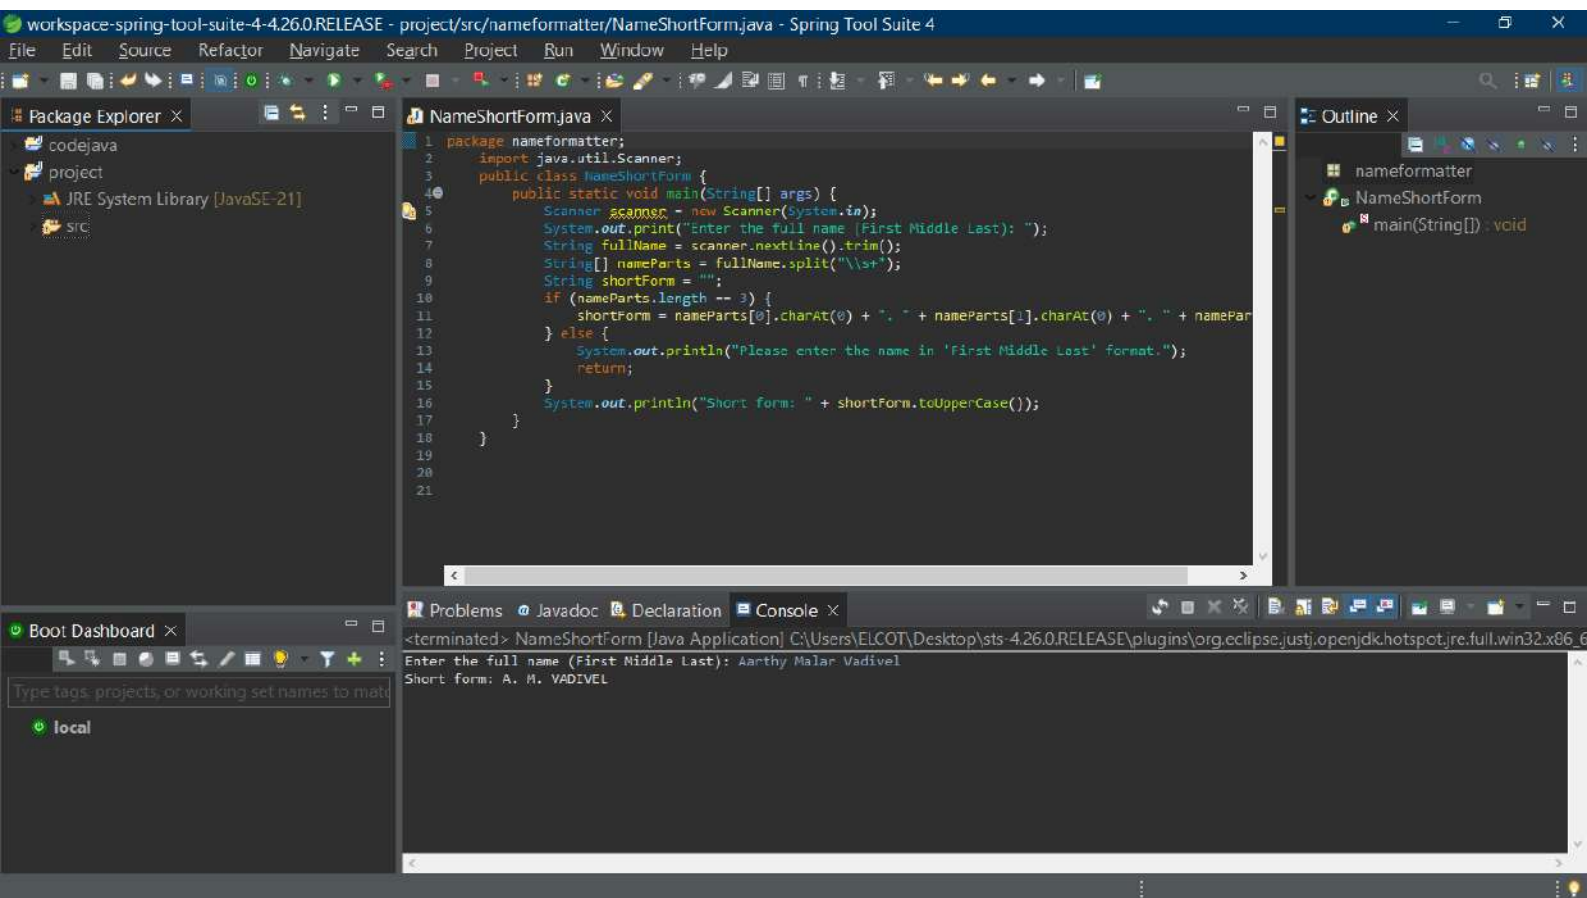 workspace-spring-tool-suite-4-4.26.0.RELEASE - project/src/nameformatter/NameShortForm.java - Spring Tool Suite 4
File Edit Source Refactor Navigate Search Project Run Window Help
Package Explorer
codejava
project
JRE System Library [JavaSE-21]
src
NameShortForm.java
1 package nameformatter;
2 import java.util.Scanner;
3 public class NameShortForm {
4 public static void main(String[] args) {
5 Scanner scanner = new Scanner(System.in);
6 System.out.print("Enter the full name (First Middle Last): ");
7 String fullName = scanner.nextLine().trim();
8 String[] nameParts = fullName.split("\\s+");
9 String shortForm = "";
10 if (nameParts.length == 3) {
11 shortForm = nameParts[0].charAt(0) + ". " + nameParts[1].charAt(0) + ". " + namePar
12 } else {
13 System.out.println("Please enter the name in 'First Middle Last' format.");
14 return;
15 }
16 System.out.println("Short form: " + shortForm.toUpperCase());
17 }
18 }
19
20
21
Outline
nameformatter
NameShortForm
main(String[]) : void
Boot Dashboard
Type tags, projects, or working set names to matc
local
Problems Javadoc Declaration Console
<terminated> NameShortForm [Java Application] C:\Users\ELCOT\Desktop\sts-4.26.0.RELEASE\plugins\org.eclipse.justj.openjdk.hotspot.jre.full.win32.x86_6
Enter the full name (First Middle Last): Aarthy Malar Vadivel
Short form: A. M. VADIVEL